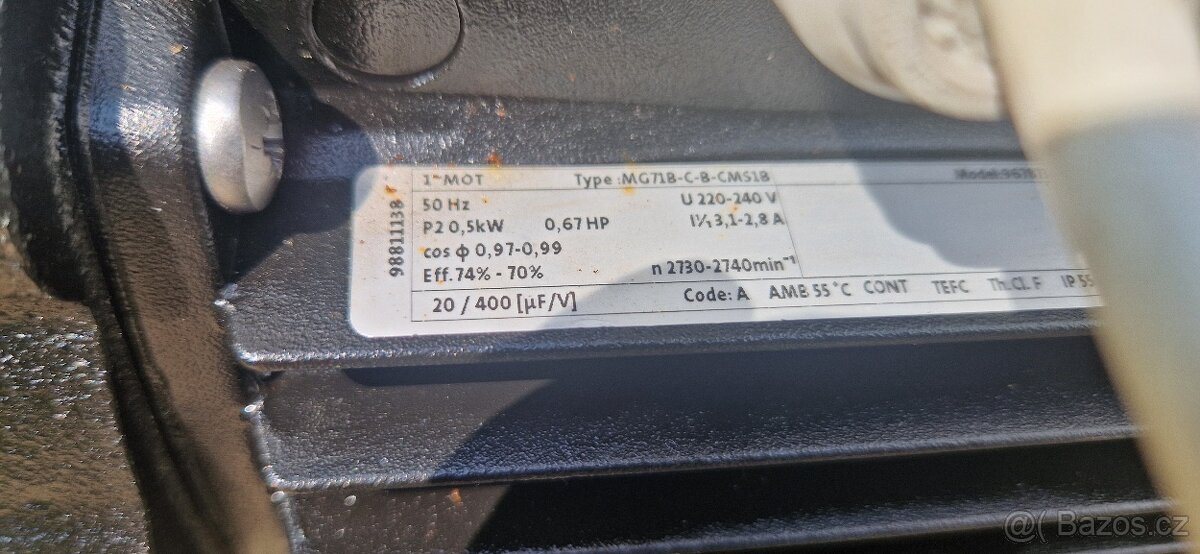 1~MOT Type :MG71B-C-B-CMS1B
50 Hz U 220-240 V
P2 0,5kW 0,67 HP I1/1 3,1-2,8 A
cos φ 0,97-0,99
Eff. 74% - 70% n 2730-2740min⁻¹
20 / 400 [µF/V] Code: A AMB 55 °C CONT TEFC Th.Cl. F IP 55
98811138
@( Bazos.cz